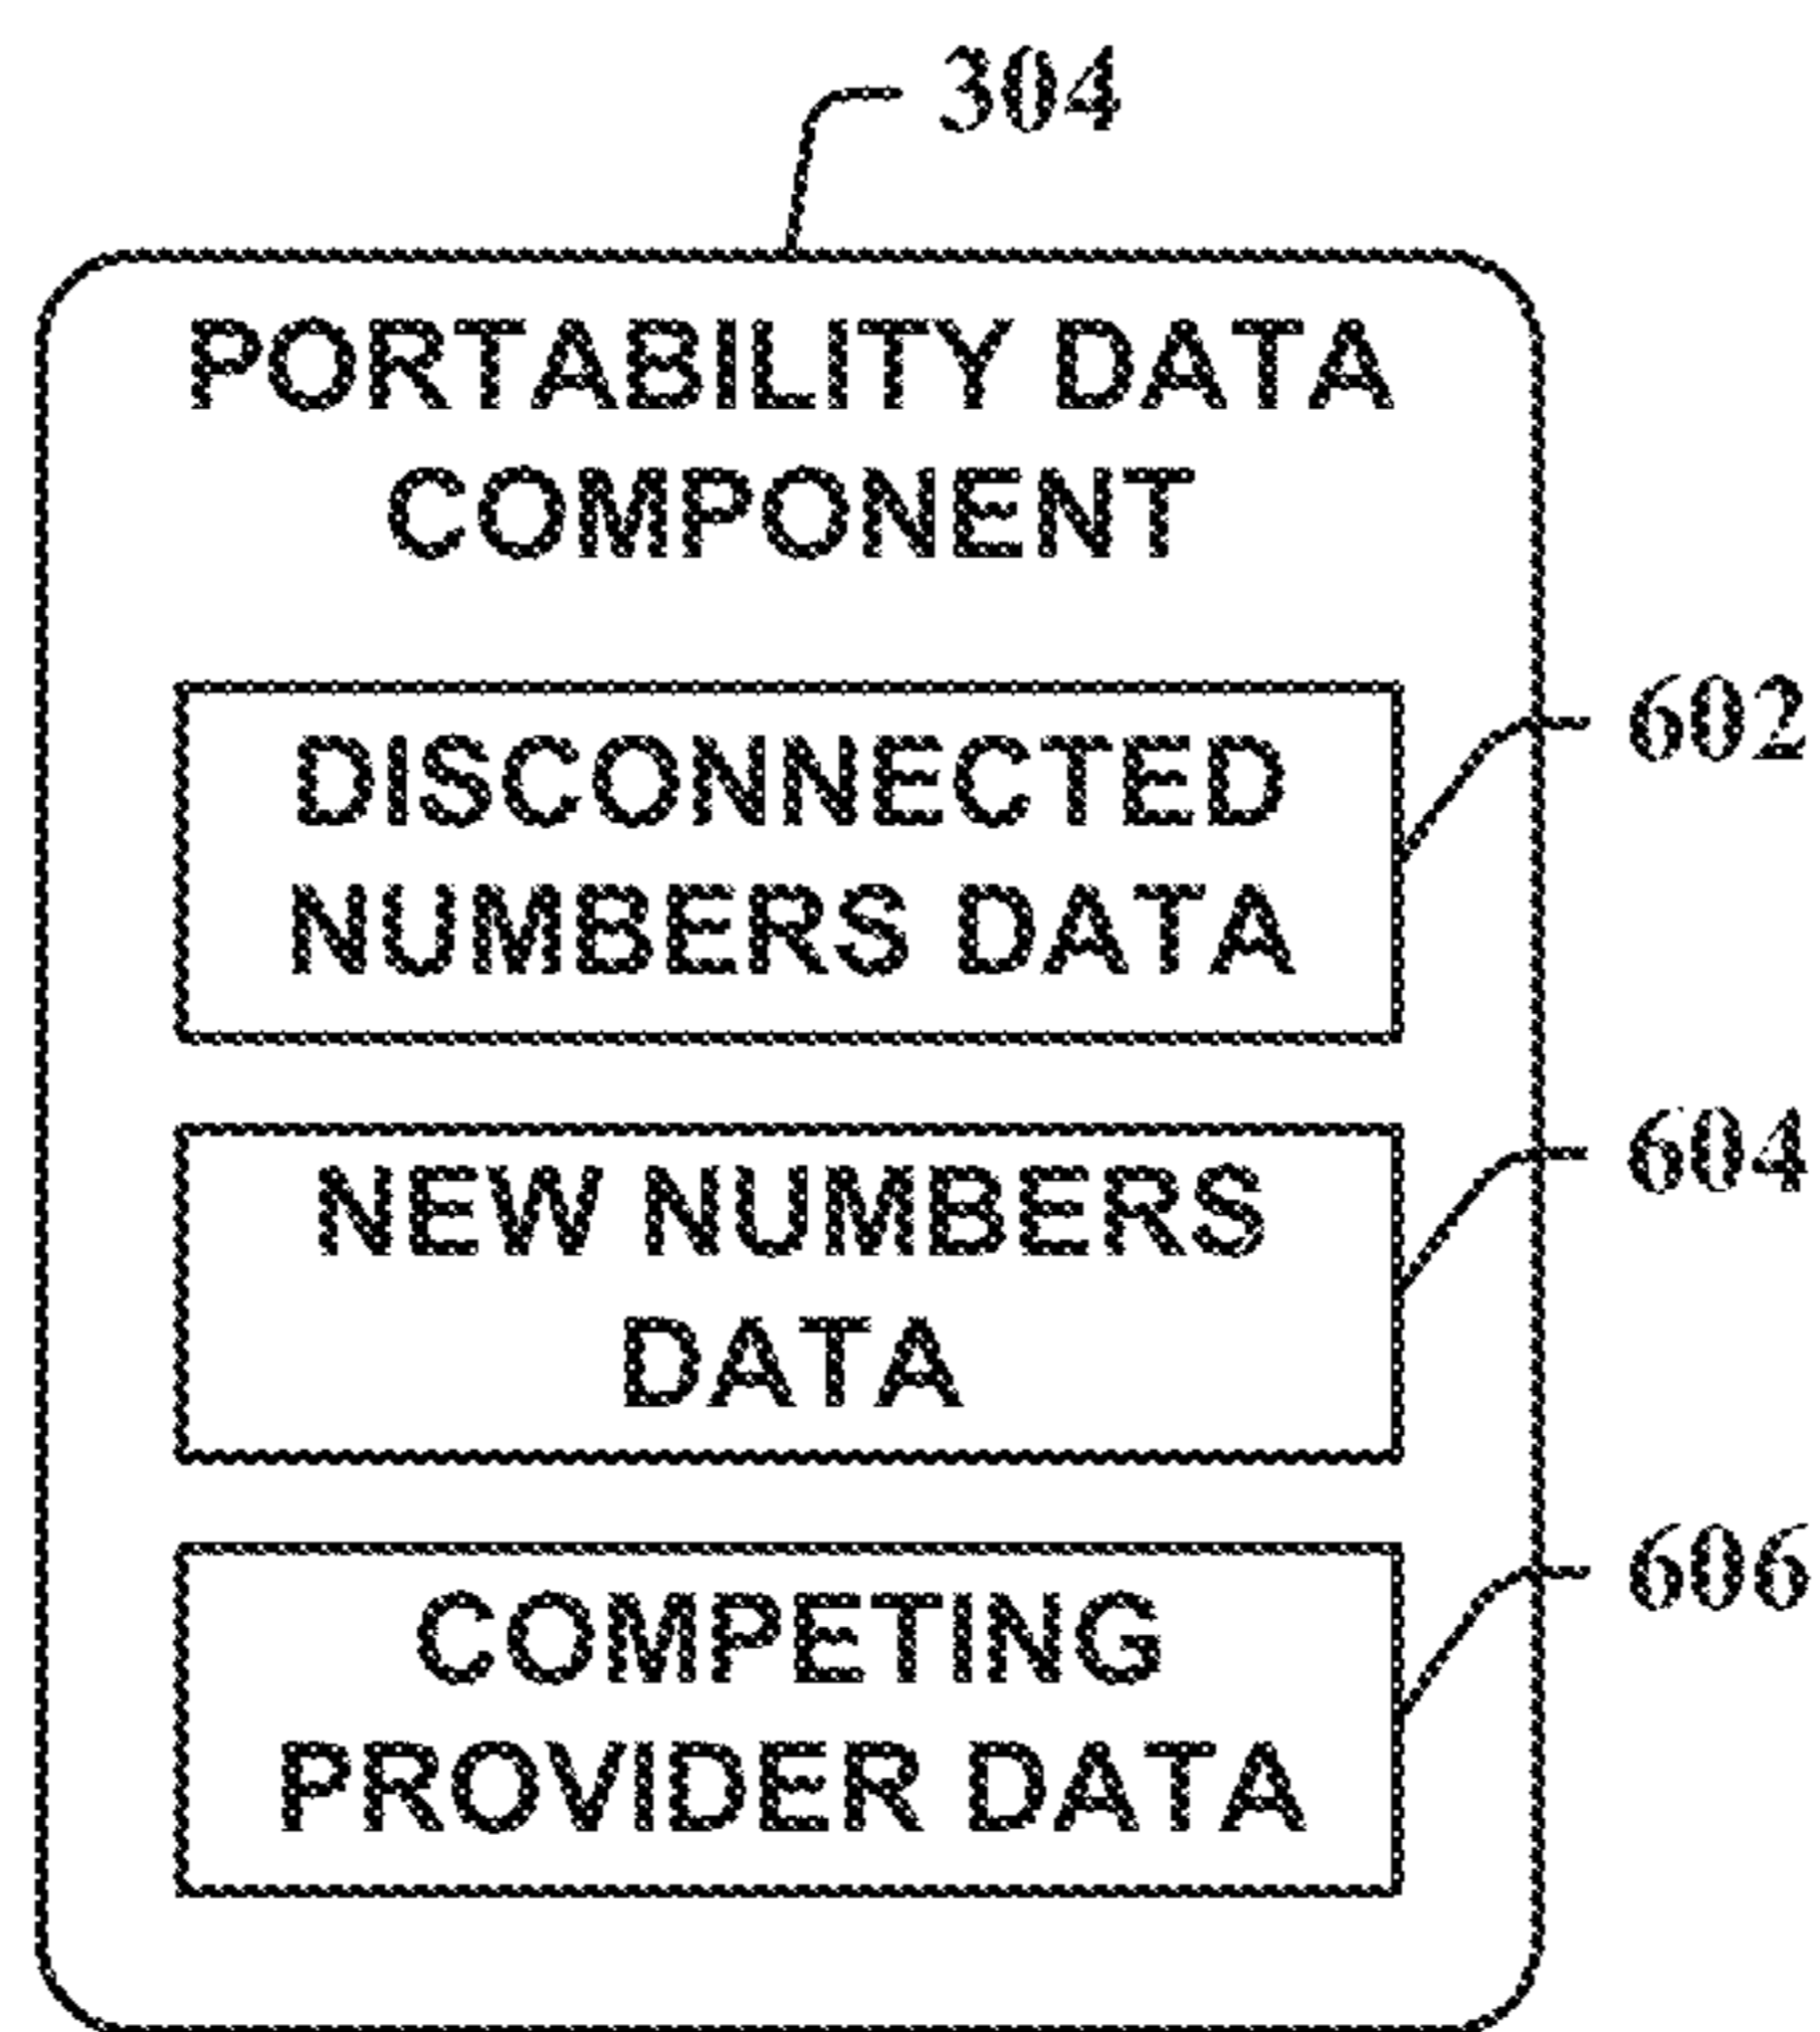 304
PORTABILITY DATA
COMPONENT
DISCONNECTED
NUMBERS DATA
602
NEW NUMBERS
DATA
604
COMPETING
PROVIDER DATA
606